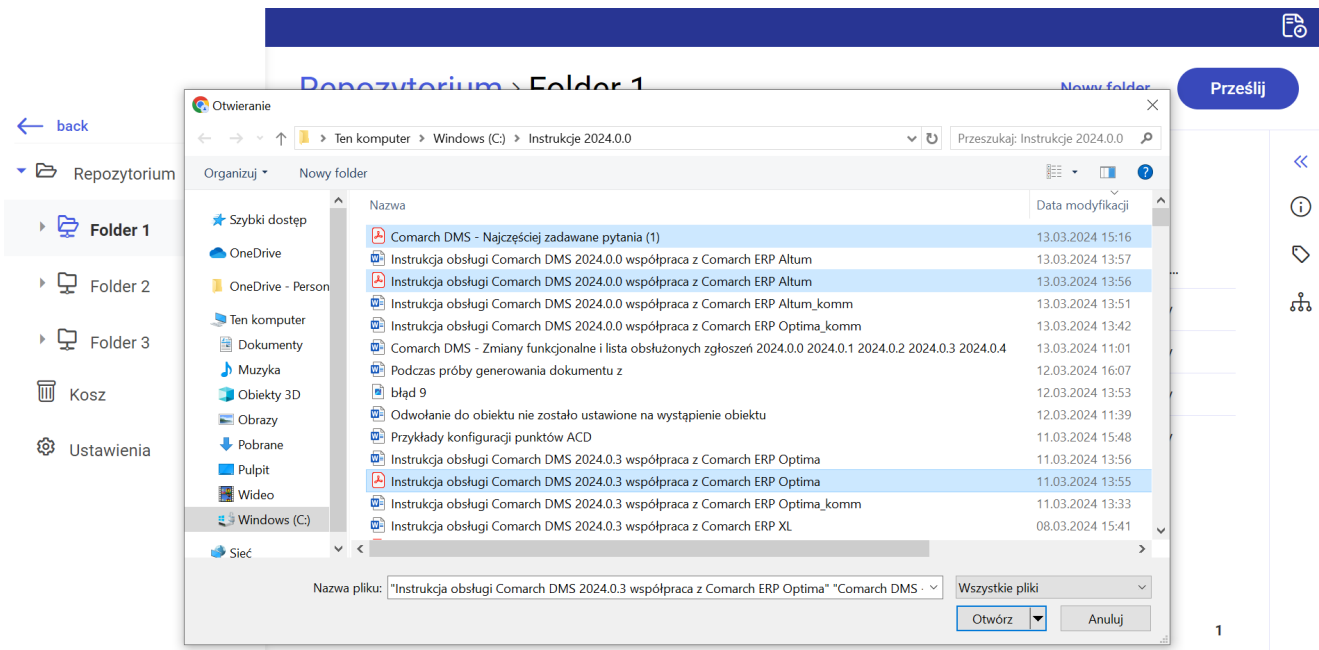 Repozytorium > Folder 1
Nowy folder
Prześlij
back
Repozytorium
Folder 1
Folder 2
Folder 3
Kosz
Ustawienia
Otwieranie
Ten komputer > Windows (C:) > Instrukcje 2024.0.0
Przeszukaj: Instrukcje 2024.0.0
Organizuj
Nowy folder
Szybki dostęp
OneDrive
OneDrive - Person
Ten komputer
Dokumenty
Muzyka
Obiekty 3D
Obrazy
Pobrane
Pulpit
Wideo
Windows (C:)
Sieć
Nazwa Data modyfikacji
Comarch DMS - Najczęściej zadawane pytania (1) 13.03.2024 15:16
Instrukcja obsługi Comarch DMS 2024.0.0 współpraca z Comarch ERP Altum 13.03.2024 13:57
Instrukcja obsługi Comarch DMS 2024.0.0 współpraca z Comarch ERP Altum 13.03.2024 13:56
Instrukcja obsługi Comarch DMS 2024.0.0 współpraca z Comarch ERP Altum_komm 13.03.2024 13:51
Instrukcja obsługi Comarch DMS 2024.0.0 współpraca z Comarch ERP Optima_komm 13.03.2024 13:42
Comarch DMS - Zmiany funkcjonalne i lista obsłużonych zgłoszeń 2024.0.0 2024.0.1 2024.0.2 2024.0.3 2024.0.4 13.03.2024 11:01
Podczas próby generowania dokumentu z 12.03.2024 16:07
błąd 9 12.03.2024 13:53
Odwołanie do obiektu nie zostało ustawione na wystąpienie obiektu 12.03.2024 11:39
Przykłady konfiguracji punktów ACD 11.03.2024 15:48
Instrukcja obsługi Comarch DMS 2024.0.3 współpraca z Comarch ERP Optima 11.03.2024 13:56
Instrukcja obsługi Comarch DMS 2024.0.3 współpraca z Comarch ERP Optima 11.03.2024 13:55
Instrukcja obsługi Comarch DMS 2024.0.3 współpraca z Comarch ERP Optima_komm 11.03.2024 13:33
Instrukcja obsługi Comarch DMS 2024.0.3 współpraca z Comarch ERP XL 08.03.2024 15:41
Nazwa pliku: "Instrukcja obsługi Comarch DMS 2024.0.3 współpraca z Comarch ERP Optima" "Comarch DMS -
Wszystkie pliki
Otwórz
Anuluj
1